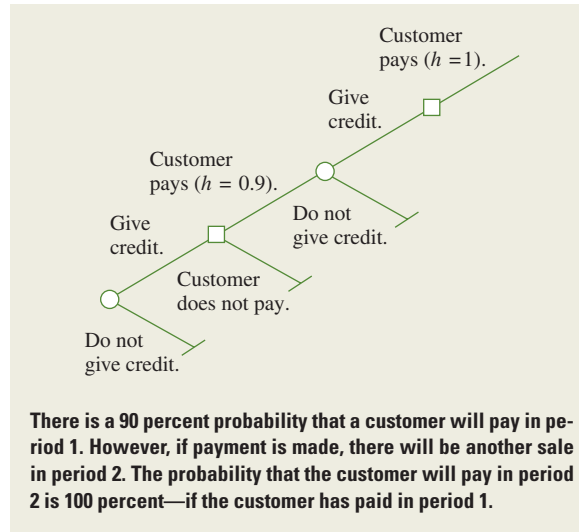 Customer
pays (h =1).
Give
credit.
Customer
pays (h = 0.9).
Do not
give credit.
Give
credit.
Customer
does not pay.
Do not
give credit.
There is a 90 percent probability that a customer will pay in pe-
riod 1. However, if payment is made, there will be another sale
in period 2. The probability that the customer will pay in period
2 is 100 percent—if the customer has paid in period 1.